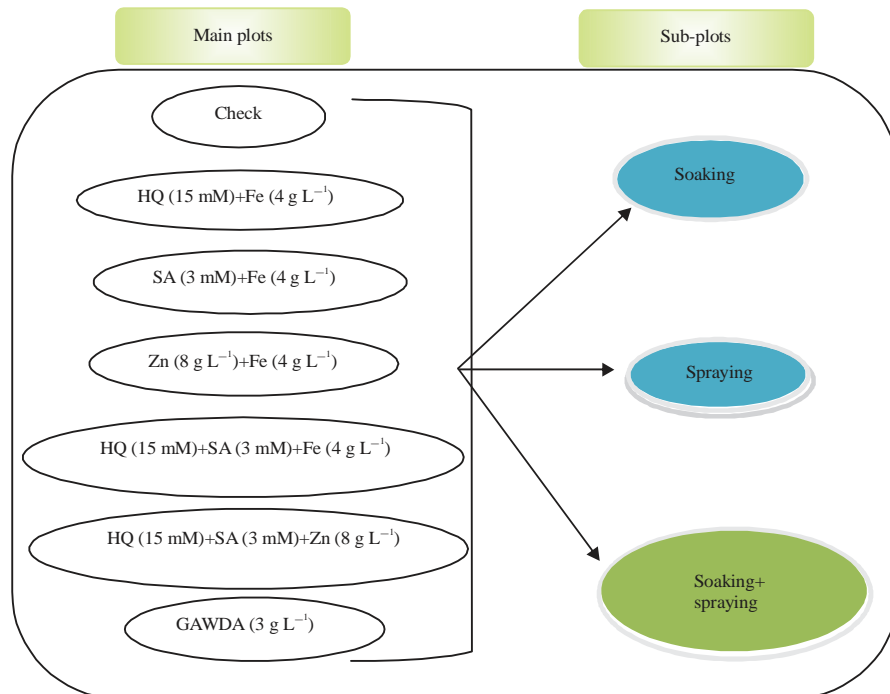 Main plots
Sub-plots
Check
HQ (15 mM)+Fe (4 g L⁻¹)
SA (3 mM)+Fe (4 g L⁻¹)
Zn (8 g L⁻¹)+Fe (4 g L⁻¹)
HQ (15 mM)+SA (3 mM)+Fe (4 g L⁻¹)
HQ (15 mM)+SA (3 mM)+Zn (8 g L⁻¹)
GAWDA (3 g L⁻¹)
Soaking
Spraying
Soaking+
spraying